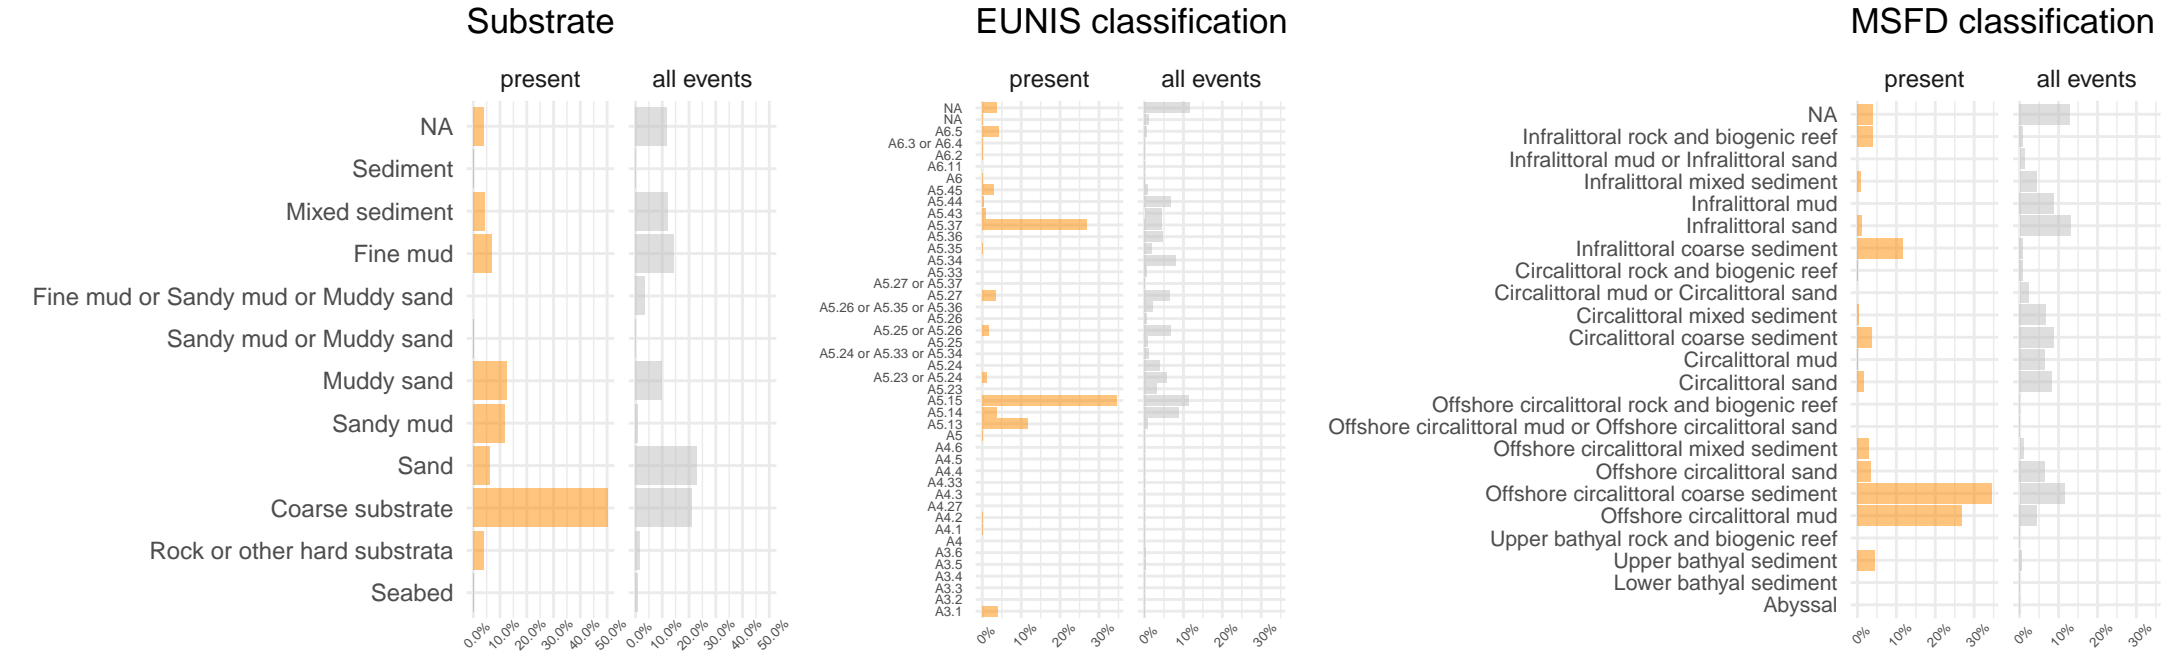 Substrate
present all events
NA
Sediment
Mixed sediment
Fine mud
Fine mud or Sandy mud or Muddy sand
Sandy mud or Muddy sand
Muddy sand
Sandy mud
Sand
Coarse substrate
Rock or other hard substrata
Seabed
0.0% 10.0% 20.0% 30.0% 40.0% 50.0% 0.0% 10.0% 20.0% 30.0% 40.0% 50.0%
EUNIS classification
present all events
NA
NA
A6.5
A6.3 or A6.4
A6.2
A6.11
A6
A5.45
A5.44
A5.43
A5.37
A5.36
A5.35
A5.34
A5.33
A5.27 or A5.37
A5.27
A5.26 or A5.35 or A5.36
A5.26
A5.25 or A5.26
A5.25
A5.24 or A5.33 or A5.34
A5.24
A5.23 or A5.24
A5.23
A5.15
A5.14
A5.13
A5
A4.6
A4.5
A4.4
A4.33
A4.3
A4.27
A4.2
A4.1
A4
A3.6
A3.5
A3.4
A3.3
A3.2
A3.1
0% 10% 20% 30% 0% 10% 20% 30%
MSFD classification
present all events
NA
Infralittoral rock and biogenic reef
Infralittoral mud or Infralittoral sand
Infralittoral mixed sediment
Infralittoral mud
Infralittoral sand
Infralittoral coarse sediment
Circalittoral rock and biogenic reef
Circalittoral mud or Circalittoral sand
Circalittoral mixed sediment
Circalittoral coarse sediment
Circalittoral mud
Circalittoral sand
Offshore circalittoral rock and biogenic reef
Offshore circalittoral mud or Offshore circalittoral sand
Offshore circalittoral mixed sediment
Offshore circalittoral sand
Offshore circalittoral coarse sediment
Offshore circalittoral mud
Upper bathyal rock and biogenic reef
Upper bathyal sediment
Lower bathyal sediment
Abyssal
0% 10% 20% 30% 0% 10% 20% 30%